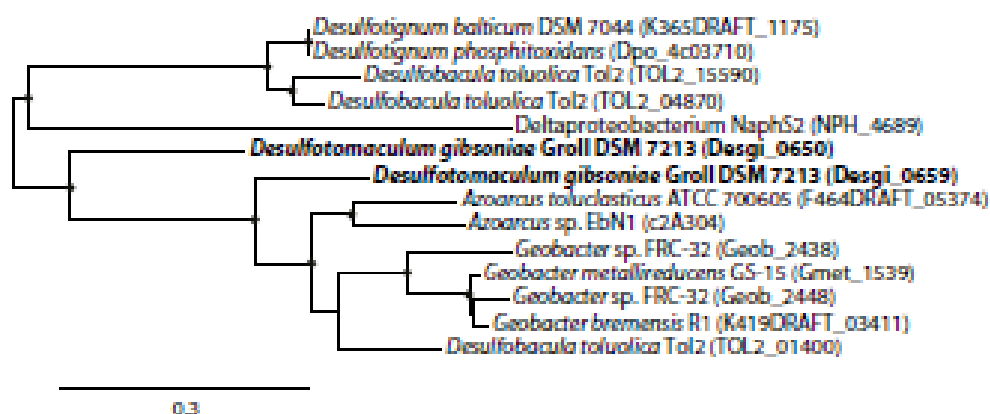 Desulfotignum balticum DSM 7044 (K365DRAFT_1175)
Desulfotignum phosphitoxidans (Dpo_4c03710)
Desulfobacula toluolica Tol2 (TOL2_15590)
Desulfobacula toluolica Tol2 (TOL2_04870)
Deltaproteobacterium NaphS2 (NPH_4689)
Desulfotomaculum gibsoniae Groll DSM 7213 (Desgi_0650)
Desulfotomaculum gibsoniae Groll DSM 7213 (Desgi_0659)
Azoarcus toluclasticus ATCC 700605 (F464DRAFT_05374)
Azoarcus sp. EbN1 (c2A304)
Geobacter sp. FRC-32 (Geob_2438)
Geobacter metallireducens GS-15 (Gmet_1539)
Geobacter sp. FRC-32 (Geob_2448)
Geobacter bremensis R1 (K419DRAFT_03411)
Desulfobacula toluolica Tol2 (TOL2_01400)
0.3